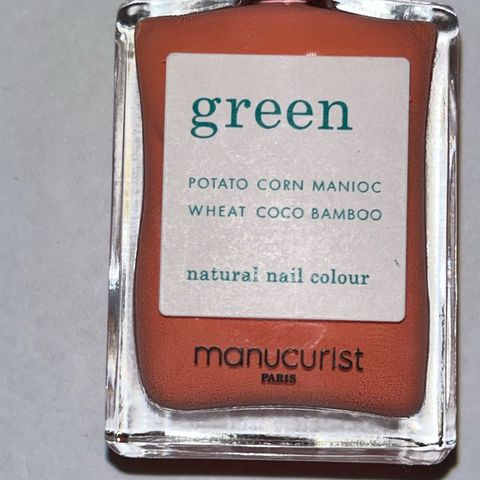 green
POTATO CORN MANIOC
WHEAT COCO BAMBOO
natural nail colour
manucurist
PARIS